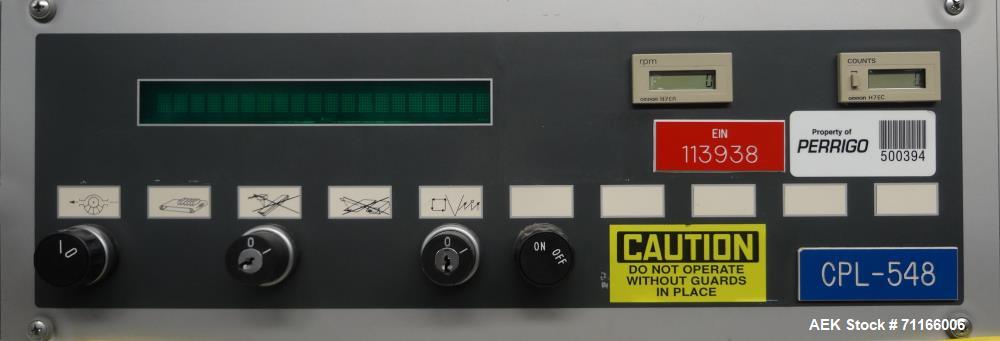 rpm
omron H7ER
COUNTS
omron H7EC
EIN
113938
Property of
PERRIGO
500394
I O
O I
O I
ON OFF
CAUTION
DO NOT OPERATE
WITHOUT GUARDS
IN PLACE
CPL-548
AEK Stock # 71166006